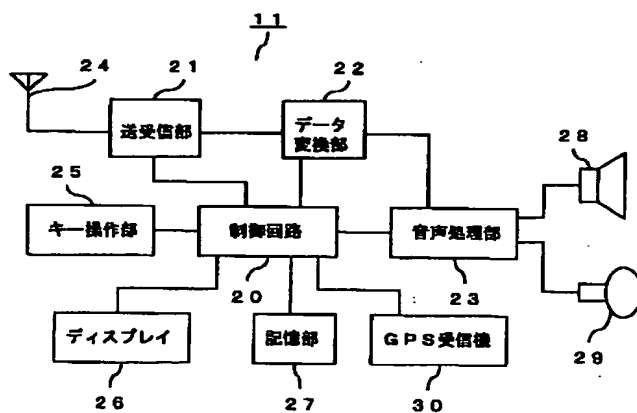 11
24
21
22
送受信部
データ
変換部
28
25
キー操作部
制御回路
音声処理部
20
23
29
ディスプレイ
記憶部
GPS受信機
26
27
30